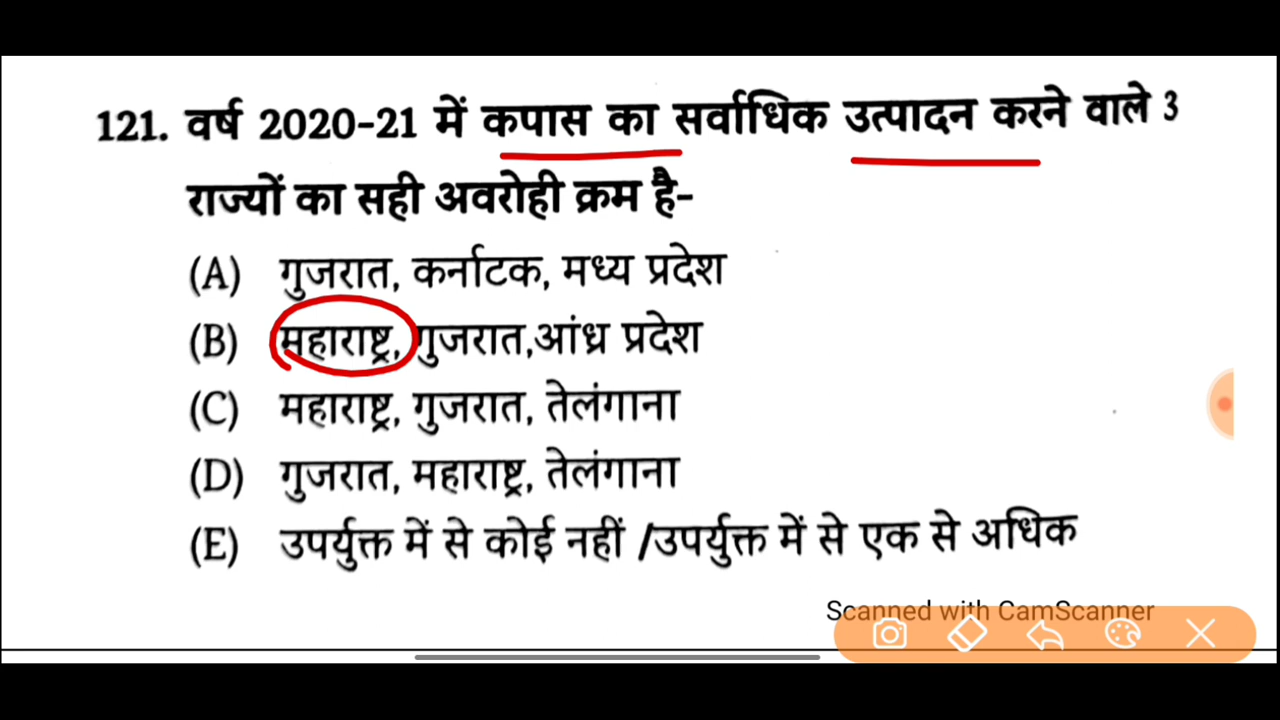 121. वर्ष 2020-21 में कपास का सर्वाधिक उत्पादन करने वाले 3
राज्यों का सही अवरोही क्रम है-
(A) गुजरात, कर्नाटक, मध्य प्रदेश
(B) महाराष्ट्र, गुजरात,आंध्र प्रदेश
(C) महाराष्ट्र, गुजरात, तेलंगाना
(D) गुजरात, महाराष्ट्र, तेलंगाना
(E) उपर्युक्त में से कोई नहीं /उपर्युक्त में से एक से अधिक
Scanned with CamScanner